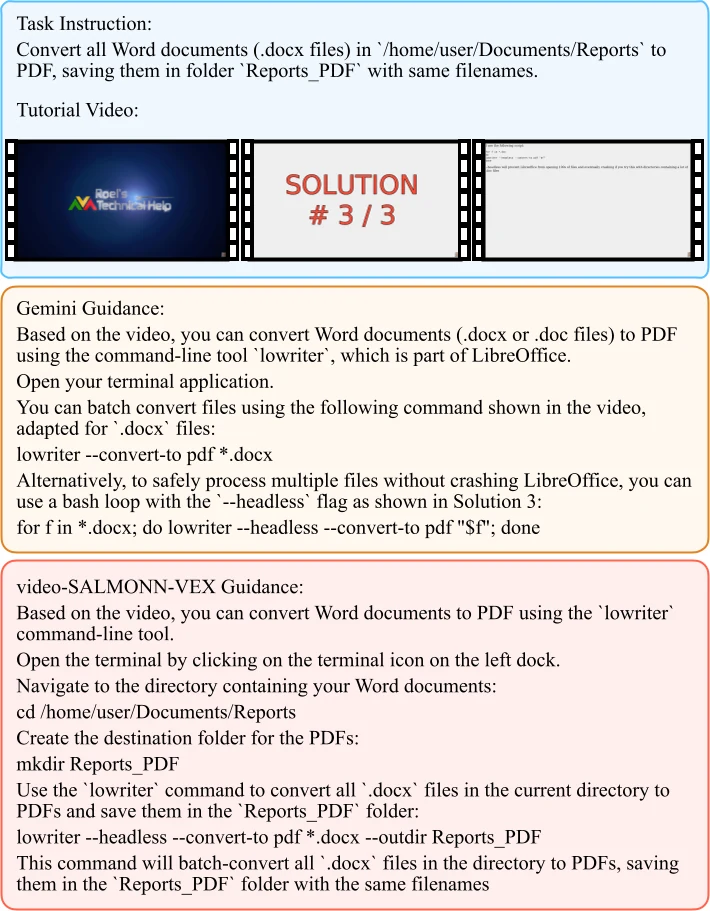 Task Instruction:
Convert all Word documents (.docx files) in `/home/user/Documents/Reports` to
PDF, saving them in folder `Reports_PDF` with same filenames.
Tutorial Video:
Roel's
Technical Help
SOLUTION
# 3 / 3
Gemini Guidance:
Based on the video, you can convert Word documents (.docx or .doc files) to PDF
using the command-line tool `lowriter`, which is part of LibreOffice.
Open your terminal application.
You can batch convert files using the following command shown in the video,
adapted for `.docx` files:
lowriter --convert-to pdf *.docx
Alternatively, to safely process multiple files without crashing LibreOffice, you can
use a bash loop with the `--headless` flag as shown in Solution 3:
for f in *.docx; do lowriter --headless --convert-to pdf "$f"; done
video-SALMONN-VEX Guidance:
Based on the video, you can convert Word documents to PDF using the `lowriter`
command-line tool.
Open the terminal by clicking on the terminal icon on the left dock.
Navigate to the directory containing your Word documents:
cd /home/user/Documents/Reports
Create the destination folder for the PDFs:
mkdir Reports_PDF
Use the `lowriter` command to convert all `.docx` files in the current directory to
PDFs and save them in the `Reports_PDF` folder:
lowriter --headless --convert-to pdf *.docx --outdir Reports_PDF
This command will batch-convert all `.docx` files in the directory to PDFs, saving
them in the `Reports_PDF` folder with the same filenames